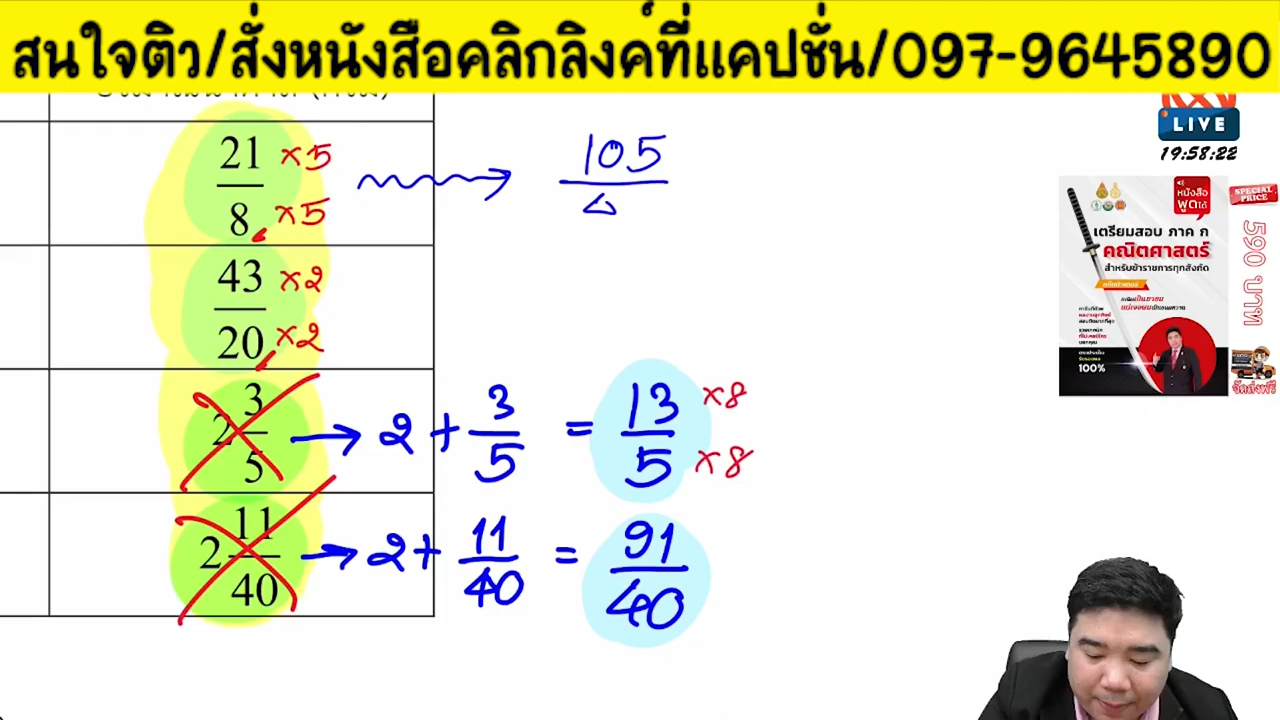 สนใจติว/สั่งหนังสือคลิกลิงค์ที่แคปชั่น/097-9645890
LIVE
19:58:22
21 ×5
8 ×5
105
43 ×2
20 ×2
2 3/5 → 2 + 3/5 = 13/5 ×8 ×8
2 11/40 → 2 + 11/40 = 91/40
หนังสือ
พูดได้
SPECIAL PRICE
590 บาท
เตรียมสอบ ภาค ก
คณิตศาสตร์
สำหรับข้าราชการทุกสังกัด
100%
จัดส่งฟรี